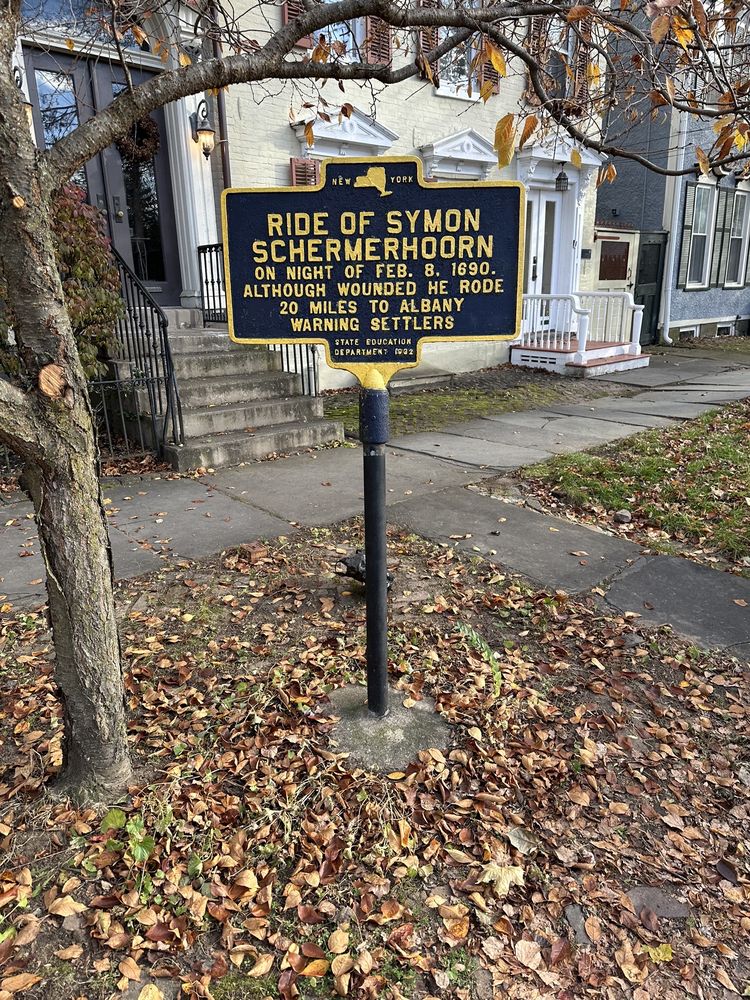 NEW YORK
RIDE OF SYMON
SCHERMERHOORN
ON NIGHT OF FEB. 8, 1690.
ALTHOUGH WOUNDED HE RODE
20 MILES TO ALBANY
WARNING SETTLERS
STATE EDUCATION
DEPARTMENT 1932